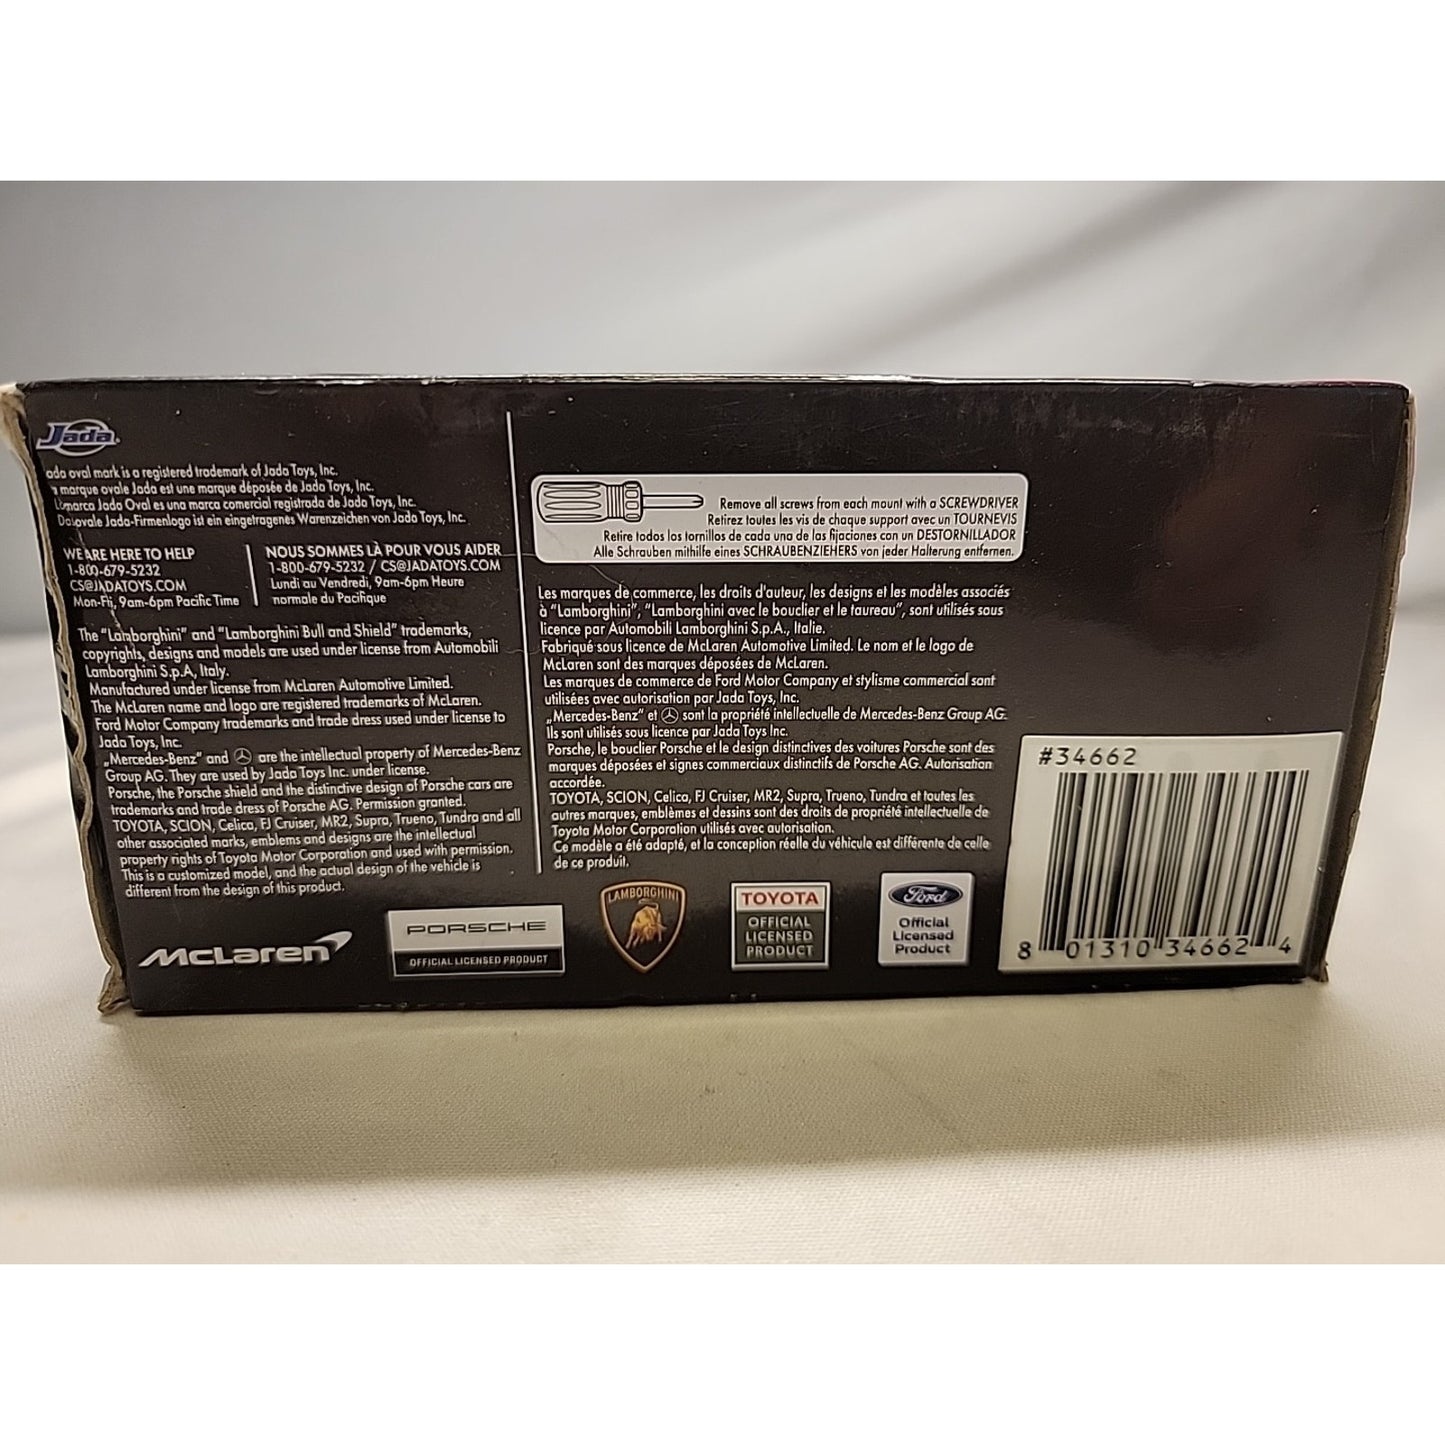 Jada
ada oval mark is a registered trademark of Jada Toys, Inc.
marque ovale Jada est une marque déposée de Jada Toys, Inc.
marca Jada Oval es una marca comercial registrada de Jada Toys, Inc.
ovale Jada-Firmenlogo ist ein eingetragenes Warenzeichen von Jada Toys, Inc.
WE ARE HERE TO HELP
1-800-679-5232
CS@JADATOYS.COM
Mon-Fri, 9am-6pm Pacific Time
NOUS SOMMES LÀ POUR VOUS AIDER
1-800-679-5232 / CS@JADATOYS.COM
Lundi au Vendredi, 9am-6pm Heure
normale du Pacifique
The "Lamborghini" and "Lamborghini Bull and Shield" trademarks,
copyrights, designs and models are used under license from Automobili
Lamborghini S.p.A, Italy.
Manufactured under license from McLaren Automotive Limited.
The McLaren name and logo are registered trademarks of McLaren.
Ford Motor Company trademarks and trade dress used under license to
Jada Toys, Inc.
„Mercedes-Benz" and are the intellectual property of Mercedes-Benz
Group AG. They are used by Jada Toys Inc. under license.
Porsche, the Porsche shield and the distinctive design of Porsche cars are
trademarks and trade dress of Porsche AG. Permission granted.
TOYOTA, SCION, Celica, FJ Cruiser, MR2, Supra, Trueno, Tundra and all
other associated marks, emblems and designs are the intellectual
property rights of Toyota Motor Corporation and used with permission.
This is a customized model, and the actual design of the vehicle is
different from the design of this product.
Remove all screws from each mount with a SCREWDRIVER
Retirez toutes les vis de chaque support avec un TOURNEVIS
Retire todos los tornillos de cada una de las fijaciones con un DESTORNILLADOR
Alle Schrauben mithilfe eines SCHRAUBENZIEHERS von jeder Halterung entfernen.
Les marques de commerce, les droits d'auteur, les designs et les modèles associés
à "Lamborghini", "Lamborghini avec le bouclier et le taureau", sont utilisés sous
licence par Automobili Lamborghini S.p.A., Italie.
Fabriqué sous licence de McLaren Automotive Limited. Le nom et le logo de
McLaren sont des marques déposées de McLaren.
Les marques de commerce de Ford Motor Company et stylisme commercial sont
utilisées avec autorisation par Jada Toys, Inc.
„Mercedes-Benz" et sont la propriété intellectuelle de Mercedes-Benz Group AG.
Ils sont utilisés sous licence par Jada Toys Inc.
Porsche, le bouclier Porsche et le design distinctives des voitures Porsche sont des
marques déposées et signes commerciaux distinctifs de Porsche AG. Autorisation
accordée.
TOYOTA, SCION, Celica, FJ Cruiser, MR2, Supra, Trueno, Tundra et toutes les
autres marques, emblèmes et dessins sont des droits de propriété intellectuelle de
Toyota Motor Corporation utilisés avec autorisation.
Ce modèle a été adapté, et la conception réelle du véhicule est différente de celle
de ce produit.
McLaren
PORSCHE
OFFICIAL LICENSED PRODUCT
LAMBORGHINI
TOYOTA
OFFICIAL
LICENSED
PRODUCT
Ford
Official
Licensed
Product
#34662
8 01310 34662 4